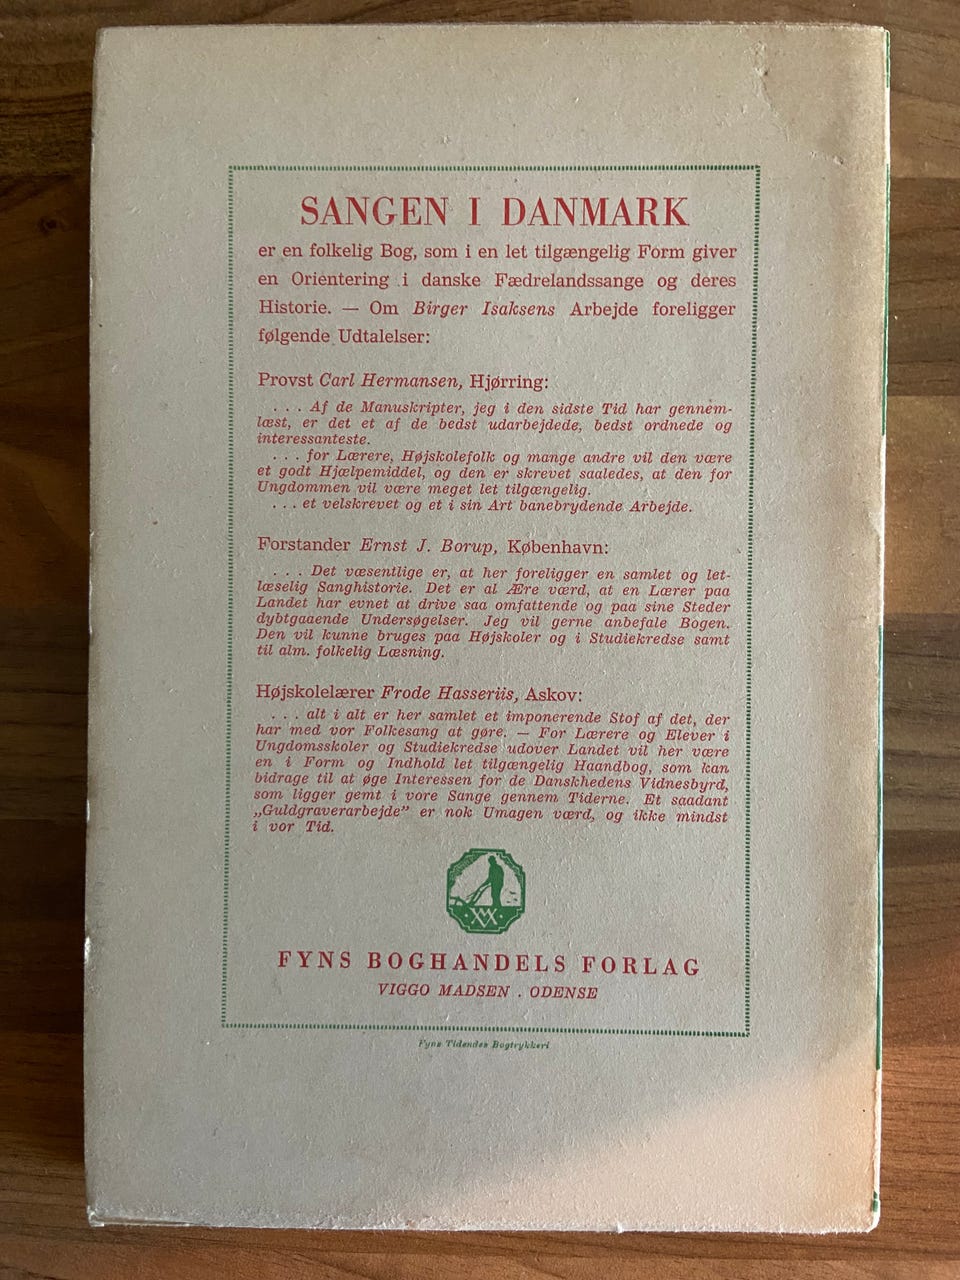 SANGEN I DANMARK
er en folkelig Bog, som i en let tilgængelig Form giver
en Orientering i danske Fædrelandssange og deres
Historie. — Om Birger Isaksens Arbejde foreligger
følgende Udtalelser:
Provst Carl Hermansen, Hjørring:
. . . Af de Manuskripter, jeg i den sidste Tid har gennem-
læst, er det et af de bedst udarbejdede, bedst ordnede og
interessanteste.
. . . for Lærere, Højskolefolk og mange andre vil den være
et godt Hjælpemiddel, og den er skrevet saaledes, at den for
Ungdommen vil være meget let tilgængelig.
. . . et velskrevet og et i sin Art banebrydende Arbejde.
Forstander Ernst J. Borup, København:
. . . Det væsentlige er, at her foreligger en samlet og let-
læselig Sanghistorie. Det er al Ære værd, at en Lærer paa
Landet har evnet at drive saa omfattende og paa sine Steder
dybtgaaende Undersøgelser. Jeg vil gerne anbefale Bogen.
Den vil kunne bruges paa Højskoler og i Studiekredse samt
til alm. folkelig Læsning.
Højskolelærer Frode Hasseriis, Askov:
. . . alt i alt er her samlet et imponerende Stof af det, der
har med vor Folkesang at gøre. — For Lærere og Elever i
Ungdomsskoler og Studiekredse udover Landet vil her være
en i Form og Indhold let tilgængelig Haandbog, som kan
bidrage til at øge Interessen for de Danskhedens Vidnesbyrd,
som ligger gemt i vore Sange gennem Tiderne. Et saadant
„Guldgraverarbejde” er nok Umagen værd, og ikke mindst
i vor Tid.
FYNS BOGHANDELS FORLAG
VIGGO MADSEN . ODENSE
Fyns Tidendes Bogtrykkeri